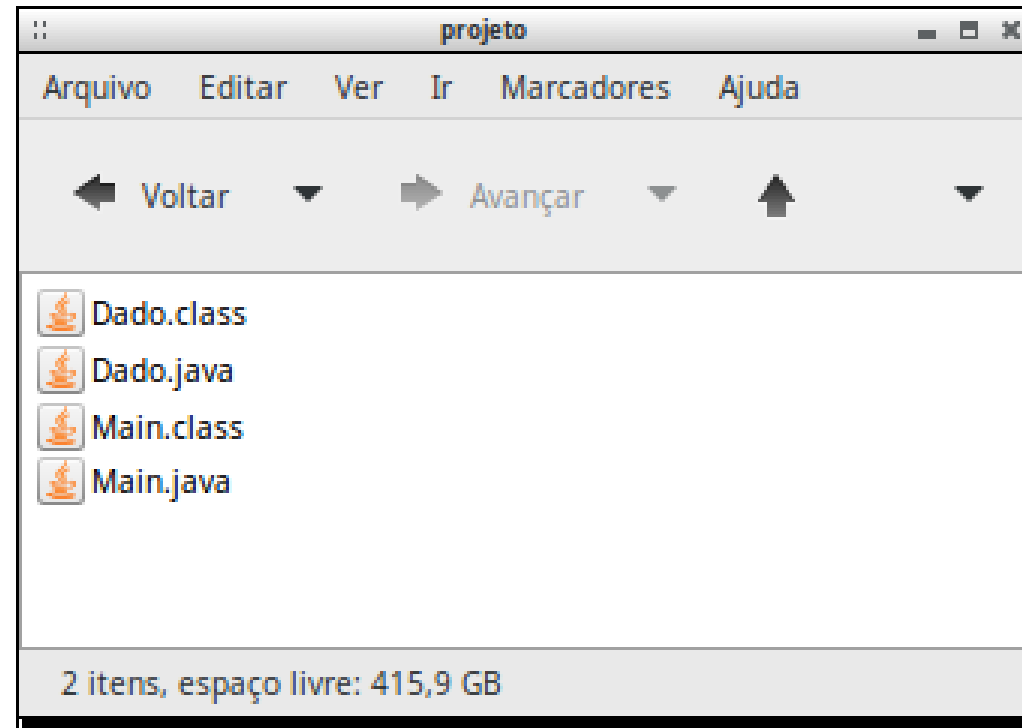 projeto
Arquivo Editar Ver Ir Marcadores Ajuda
Voltar Avançar
Dado.class
Dado.java
Main.class
Main.java
2 itens, espaço livre: 415,9 GB